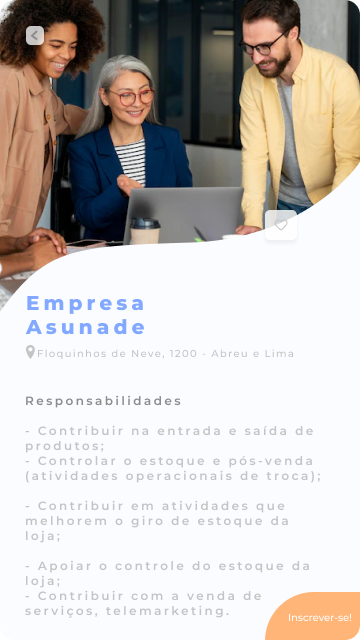 Empresa
Asunade
Floquinhos de Neve, 1200 - Abreu e Lima
Responsabilidades
- Contribuir na entrada e saída de
produtos;
- Controlar o estoque e pós-venda
(atividades operacionais de troca);
- Contribuir em atividades que
melhorem o giro de estoque da
loja;
- Apoiar o controle do estoque da
loja;
- Contribuir com a venda de
serviços, telemarketing.
Inscrever-se!